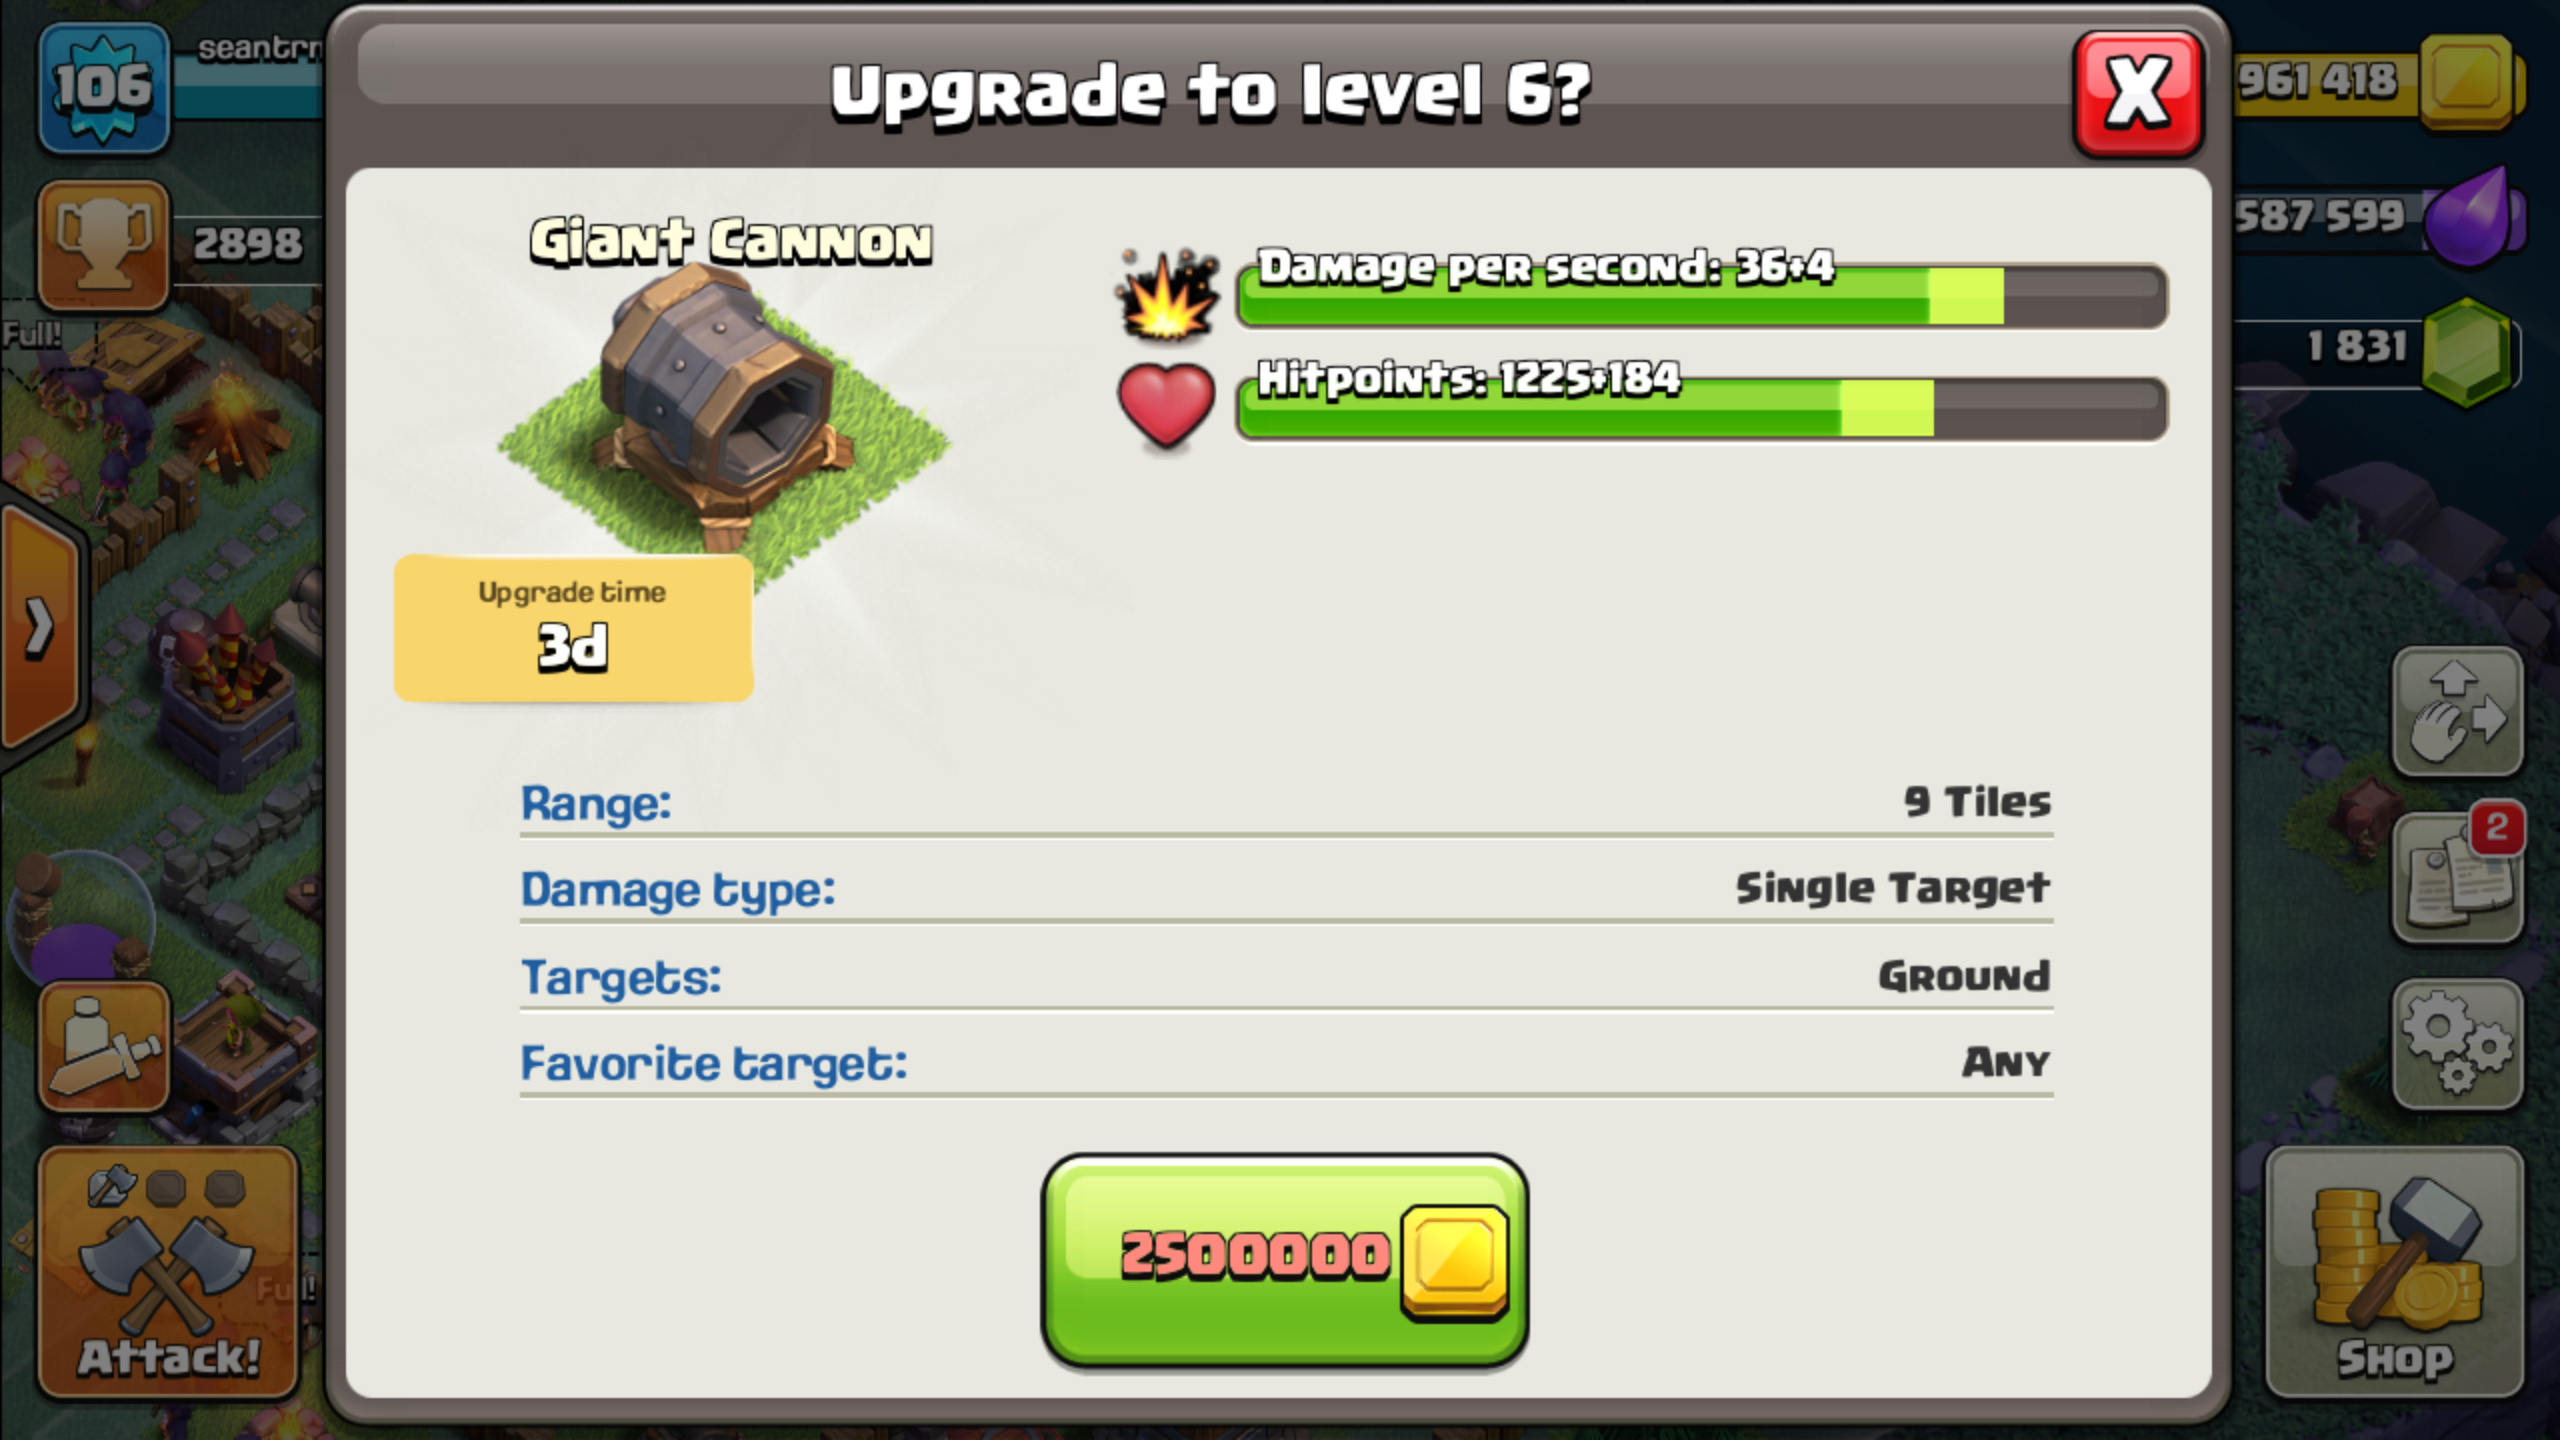 106
seantrn
2898
Full!
Upgrade to level 6?
X
961 418
587 599
1 831
Giant Cannon
Damage per second: 36+4
Hitpoints: 1225+184
Upgrade time
3d
Range: 9 Tiles
Damage type: Single Target
Targets: Ground
Favorite target: Any
2500000
2
Full!
Attack!
Shop